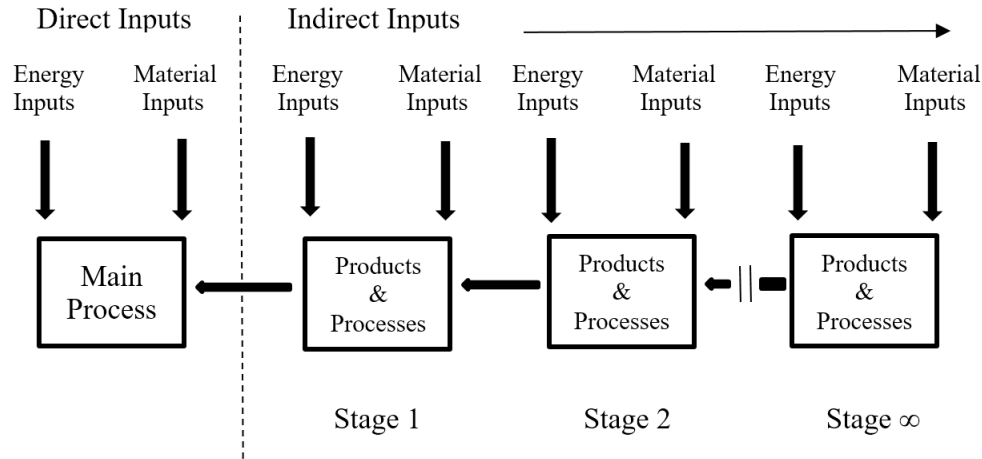 Direct Inputs
Indirect Inputs
Energy
Inputs
Material
Inputs
Energy
Inputs
Material
Inputs
Energy
Inputs
Material
Inputs
Energy
Inputs
Material
Inputs
Main
Process
Products
&
Processes
Products
&
Processes
Products
&
Processes
Stage 1
Stage 2
Stage ∞